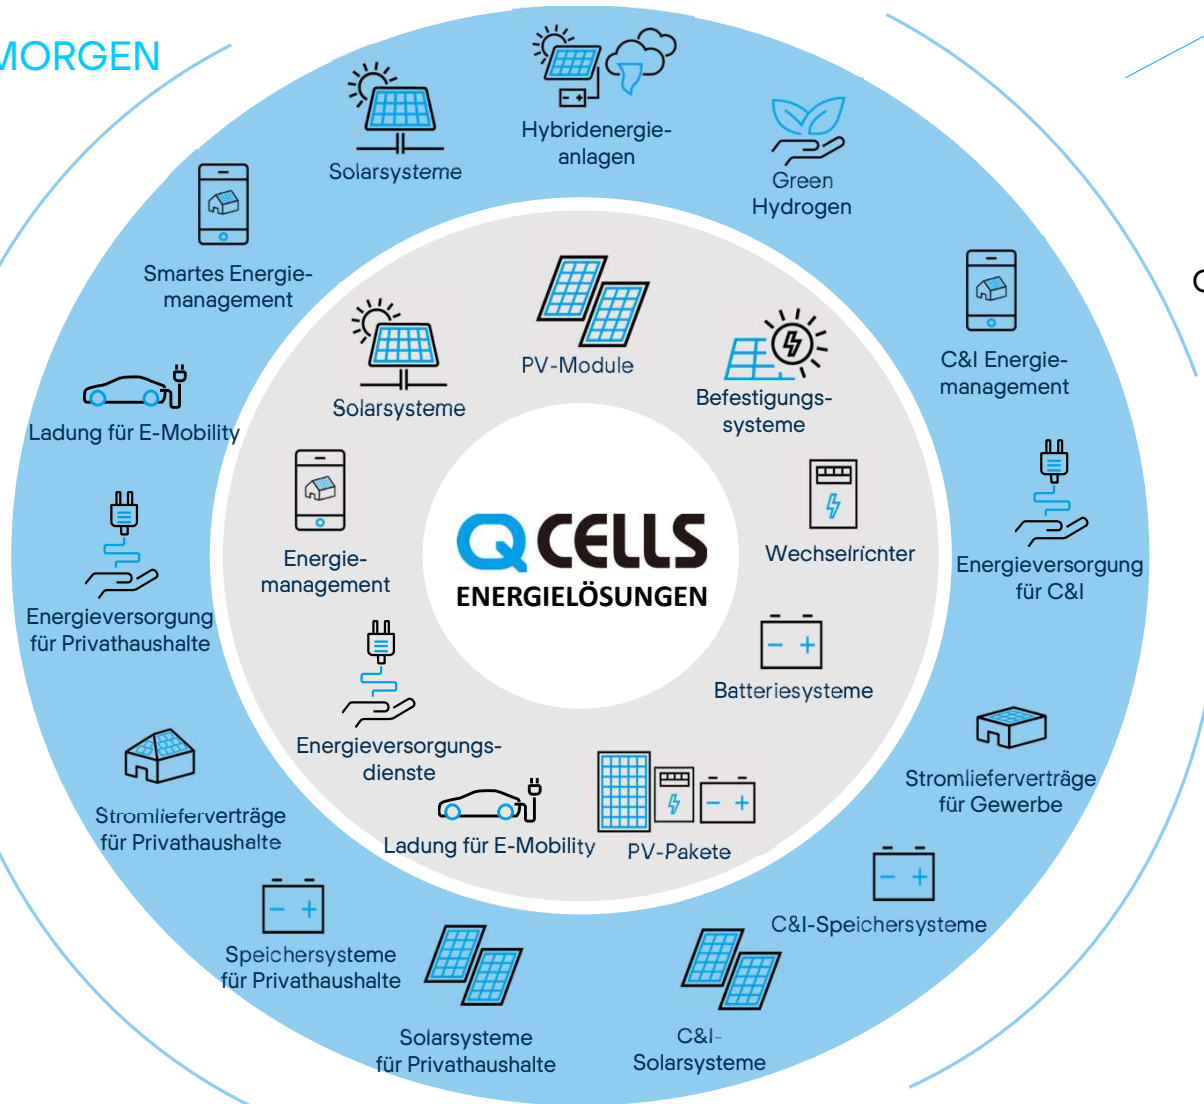 MORGEN
Solarsysteme
Hybridenergie-
anlagen
Green
Hydrogen
C&I Energie-
management
Energieversorgung
für C&I
Stromlieferverträge
für Gewerbe
C&I-Speichersysteme
C&I-
Solarsysteme
Solarsysteme
für Privathaushalte
Speichersysteme
für Privathaushalte
Stromlieferverträge
für Privathaushalte
Energieversorgung
für Privathaushalte
Ladung für E-Mobility
Smartes Energie-
management
PV-Module
Befestigungs-
systeme
Wechselrichter
Batteriesysteme
PV-Pakete
Ladung für E-Mobility
Energieversorgungs-
dienste
Energie-
management
Solarsysteme
Q CELLS
ENERGIELÖSUNGEN